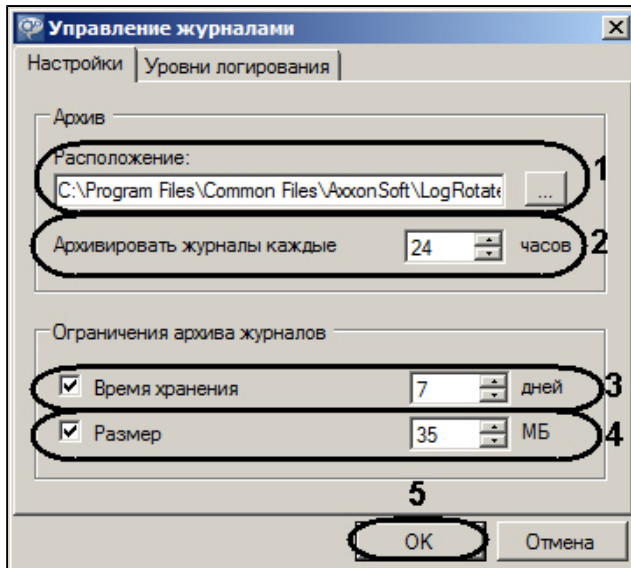 Управление журналами
Настройки Уровни логирования
Архив
Расположение:
C:\Program Files\Common Files\AxxonSoft\LogRotate ... 1
Архивировать журналы каждые 24 часов 2
Ограничения архива журналов
Время хранения 7 дней 3
Размер 35 МБ 4
5
OK Отмена